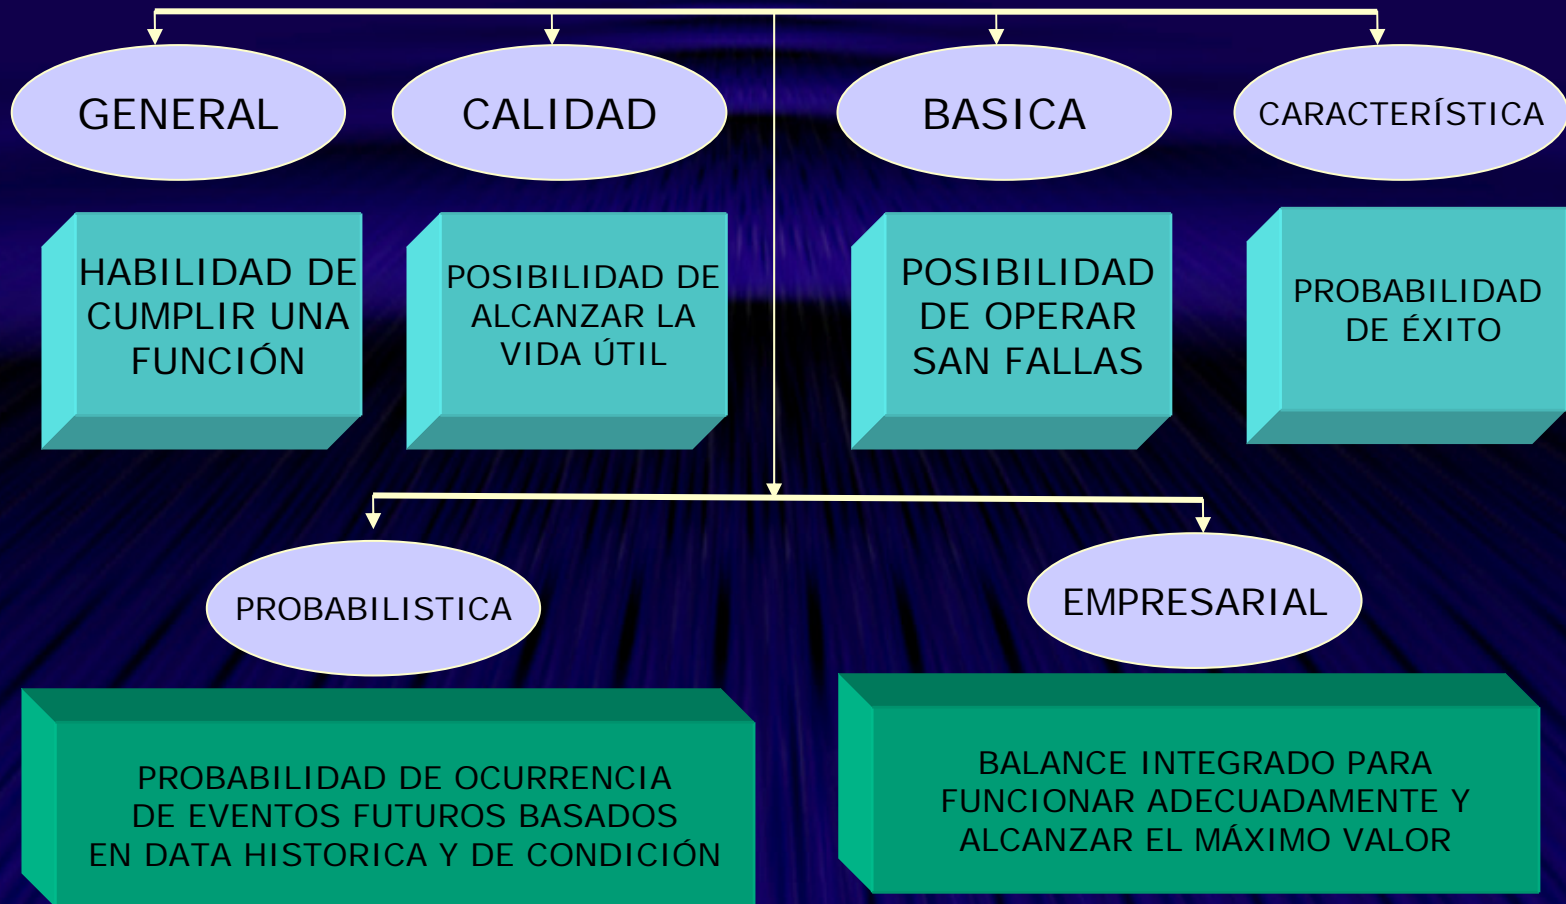 GENERAL
CALIDAD
BASICA
CARACTERÍSTICA
HABILIDAD DE
CUMPLIR UNA
FUNCIÓN
POSIBILIDAD DE
ALCANZAR LA
VIDA ÚTIL
POSIBILIDAD
DE OPERAR
SAN FALLAS
PROBABILIDAD
DE ÉXITO
PROBABILISTICA
EMPRESARIAL
PROBABILIDAD DE OCURRENCIA
DE EVENTOS FUTUROS BASADOS
EN DATA HISTORICA Y DE CONDICIÓN
BALANCE INTEGRADO PARA
FUNCIONAR ADECUADAMENTE Y
ALCANZAR EL MÁXIMO VALOR